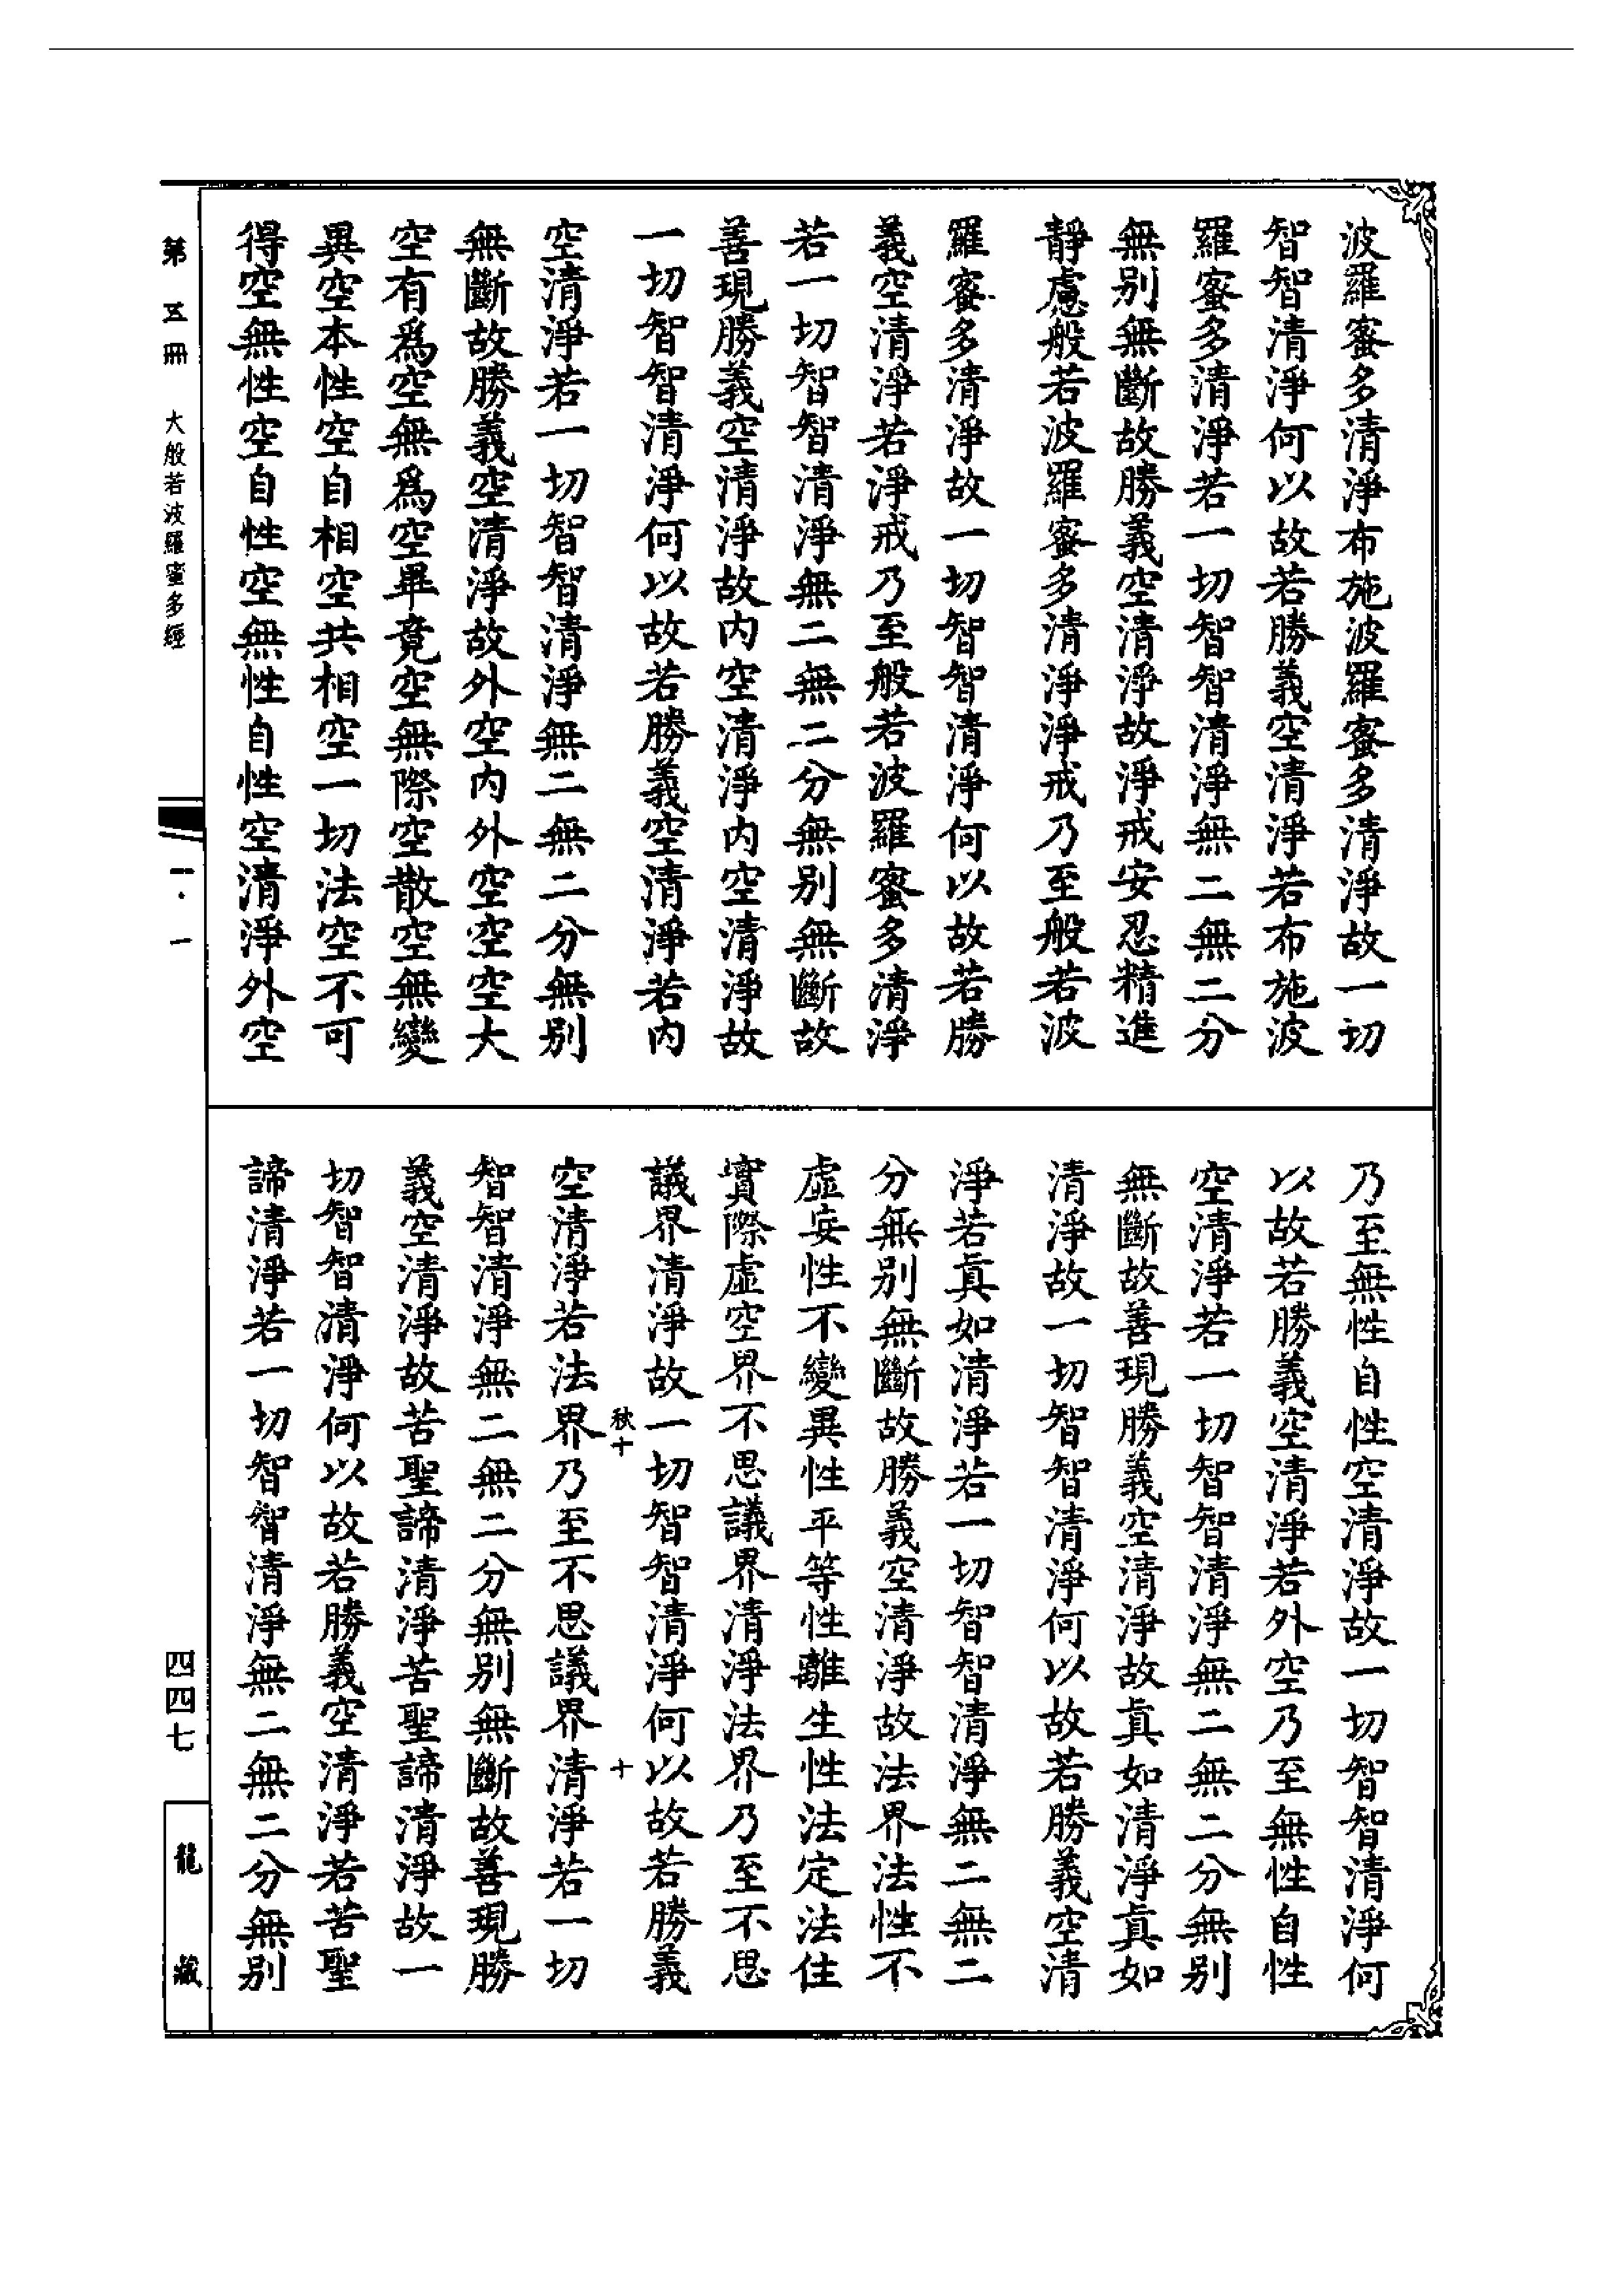 波羅蜜多清淨布施波羅蜜多清淨故一切
智智清淨何以故若勝義空清淨若布施波
羅蜜多清淨若一切智智清淨無二無二分
無別無斷故勝義空清淨故淨戒安忍精進
靜慮般若波羅蜜多清淨淨戒乃至般若波
羅蜜多清淨故一切智智清淨何以故若勝
義空清淨若淨戒乃至般若波羅蜜多清淨
若一切智智清淨無二無二分無別無斷故
善現勝義空清淨故內空清淨內空清淨故
一切智智清淨何以故若勝義空清淨若內
空清淨若一切智智清淨無二無二分無別
無斷故勝義空清淨故外空內外空空空大
空有為空無為空畢竟空無際空散空無變
異空本性空自相空共相空一切法空不可
得空無性空自性空無性自性空清淨外空
乃至無性自性空清淨故一切智智清淨何
以故若勝義空清淨若外空乃至無性自性
空清淨若一切智智清淨無二無二分無別
無斷故善現勝義空清淨故真如清淨真如
清淨故一切智智清淨何以故若勝義空清
淨若真如清淨若一切智智清淨無二無二
分無別無斷故勝義空清淨故法界法性不
虛妄性不變異性平等性離生性法定法住
實際虛空界不思議界清淨法界乃至不思
議界清淨故一切智智清淨何以故若勝義
秋十 十
空清淨若法界乃至不思議界清淨若一切
智智清淨無二無二分無別無斷故善現勝
義空清淨故苦聖諦清淨苦聖諦清淨故一
切智智清淨何以故若勝義空清淨若苦聖
諦清淨若一切智智清淨無二無二分無別
第五冊 大般若波羅蜜多經 一·一 四四七 龍藏